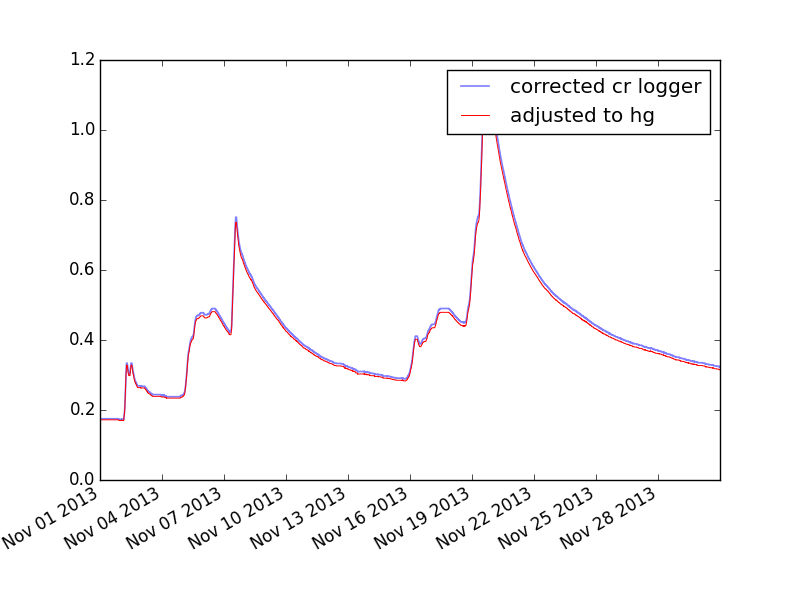 1.2
corrected cr logger
adjusted to hg
1.0
0.8
0.6
0.4
0.2
0.0
Nov 01 2013
Nov 04 2013
Nov 07 2013
Nov 10 2013
Nov 13 2013
Nov 16 2013
Nov 19 2013
Nov 22 2013
Nov 25 2013
Nov 28 2013